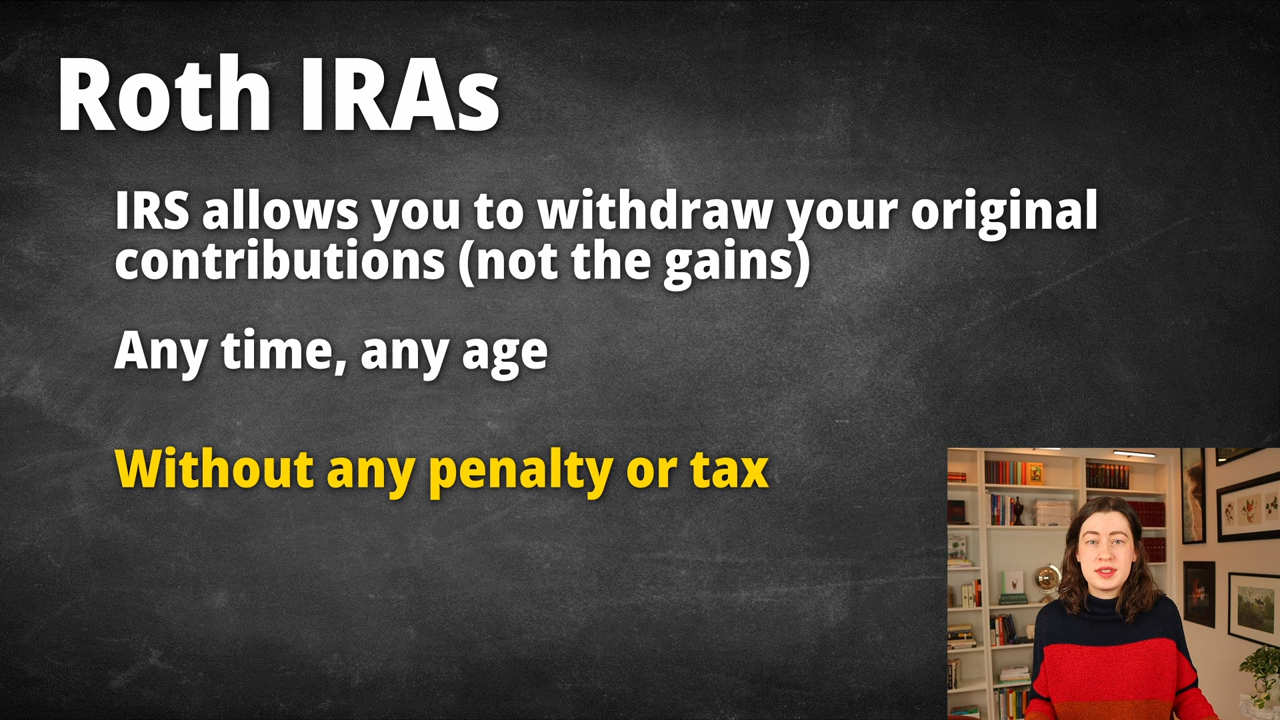 Roth IRAs
IRS allows you to withdraw your original
contributions (not the gains)
Any time, any age
Without any penalty or tax